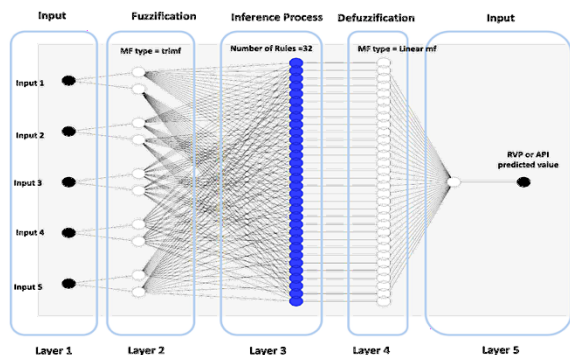 Input Fuzzification Inference Process Defuzzification Input
MF type = trimf Number of Rules =32 MF type = Linear mf
Input 1
Input 2
Input 3
Input 4
Input 5
RVP or API
predicted value
Layer 1 Layer 2 Layer 3 Layer 4 Layer 5